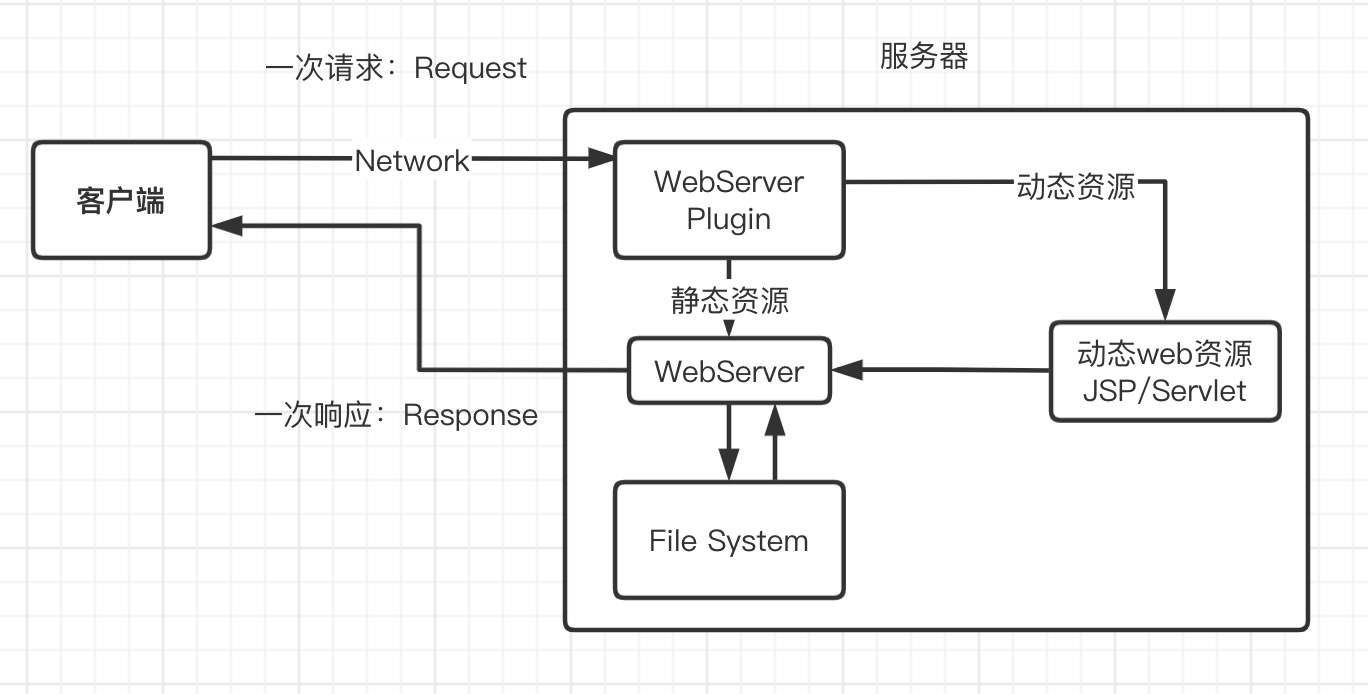 一次请求：Request
服务器
客户端
Network
WebServer
Plugin
动态资源
静态资源
WebServer
动态web资源
JSP/Servlet
一次响应：Response
File System